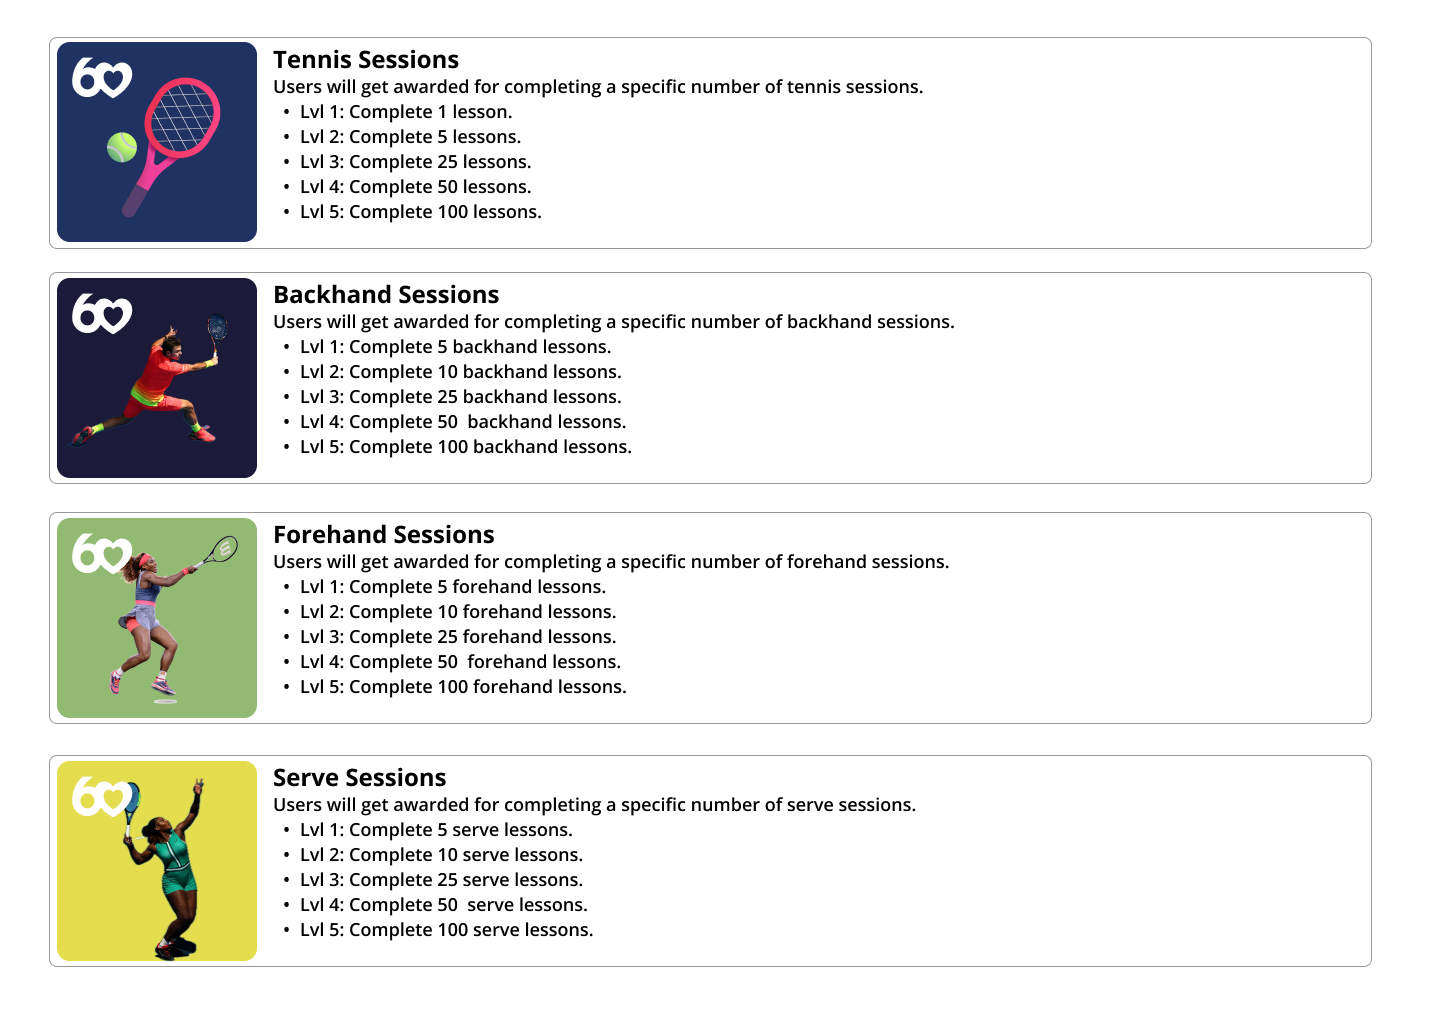 60
Tennis Sessions
Users will get awarded for completing a specific number of tennis sessions.
• Lvl 1: Complete 1 lesson.
• Lvl 2: Complete 5 lessons.
• Lvl 3: Complete 25 lessons.
• Lvl 4: Complete 50 lessons.
• Lvl 5: Complete 100 lessons.
60
Backhand Sessions
Users will get awarded for completing a specific number of backhand sessions.
• Lvl 1: Complete 5 backhand lessons.
• Lvl 2: Complete 10 backhand lessons.
• Lvl 3: Complete 25 backhand lessons.
• Lvl 4: Complete 50  backhand lessons.
• Lvl 5: Complete 100 backhand lessons.
60
Forehand Sessions
Users will get awarded for completing a specific number of forehand sessions.
• Lvl 1: Complete 5 forehand lessons.
• Lvl 2: Complete 10 forehand lessons.
• Lvl 3: Complete 25 forehand lessons.
• Lvl 4: Complete 50  forehand lessons.
• Lvl 5: Complete 100 forehand lessons.
60
Serve Sessions
Users will get awarded for completing a specific number of serve sessions.
• Lvl 1: Complete 5 serve lessons.
• Lvl 2: Complete 10 serve lessons.
• Lvl 3: Complete 25 serve lessons.
• Lvl 4: Complete 50  serve lessons.
• Lvl 5: Complete 100 serve lessons.